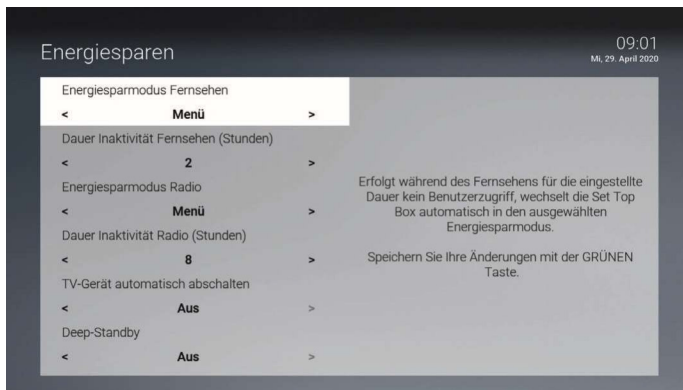 Energiesparen
09:01
Mi, 29. April 2020
Energiesparmodus Fernsehen
< Menü >
Dauer Inaktivität Fernsehen (Stunden)
< 2 >
Energiesparmodus Radio
< Menü >
Dauer Inaktivität Radio (Stunden)
< 8 >
TV-Gerät automatisch abschalten
< Aus >
Deep-Standby
< Aus >
Erfolgt während des Fernsehens für die eingestellte
Dauer kein Benutzerzugriff, wechselt die Set Top
Box automatisch in den ausgewählten
Energiesparmodus.
Speichern Sie Ihre Änderungen mit der GRÜNEN
Taste.